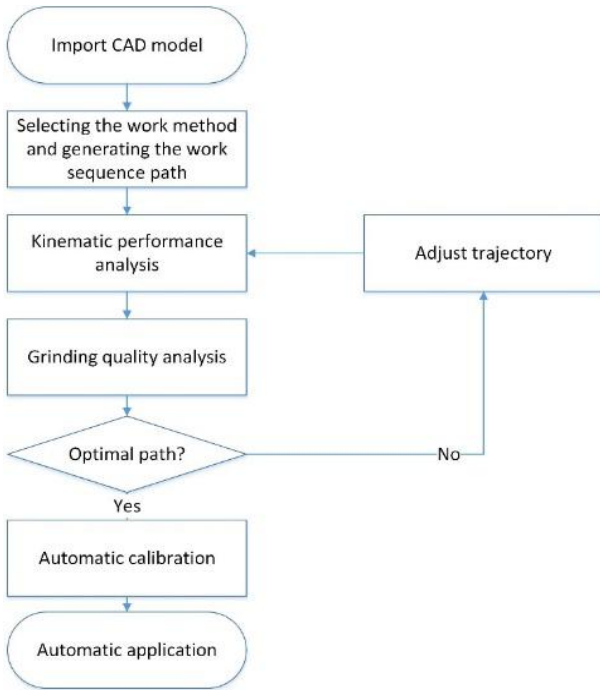 Import CAD model
Selecting the work method
and generating the work
sequence path
Kinematic performance
analysis
Adjust trajectory
Grinding quality analysis
Optimal path?
No
Yes
Automatic calibration
Automatic application